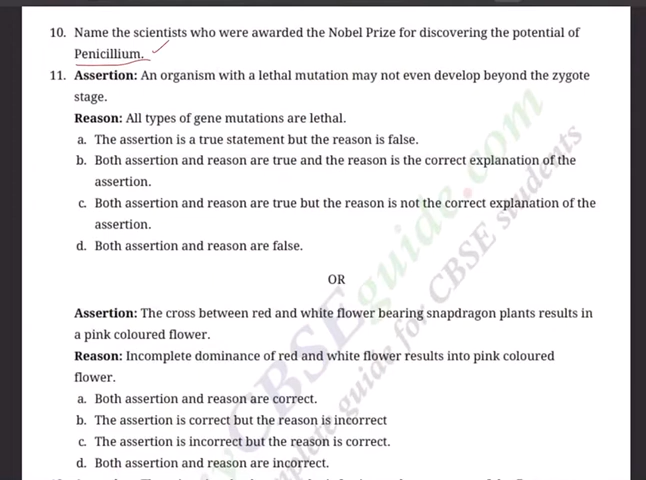 10. Name the scientists who were awarded the Nobel Prize for discovering the potential of
Penicillium.
11. Assertion: An organism with a lethal mutation may not even develop beyond the zygote
stage.
Reason: All types of gene mutations are lethal.
a. The assertion is a true statement but the reason is false.
b. Both assertion and reason are true and the reason is the correct explanation of the
assertion.
c. Both assertion and reason are true but the reason is not the correct explanation of the
assertion.
d. Both assertion and reason are false.
OR
Assertion: The cross between red and white flower bearing snapdragon plants results in
a pink coloured flower.
Reason: Incomplete dominance of red and white flower results into pink coloured
flower.
a. Both assertion and reason are correct.
b. The assertion is correct but the reason is incorrect
c. The assertion is incorrect but the reason is correct.
d. Both assertion and reason are incorrect.
yCBSEguide.com
guide for CBSE students